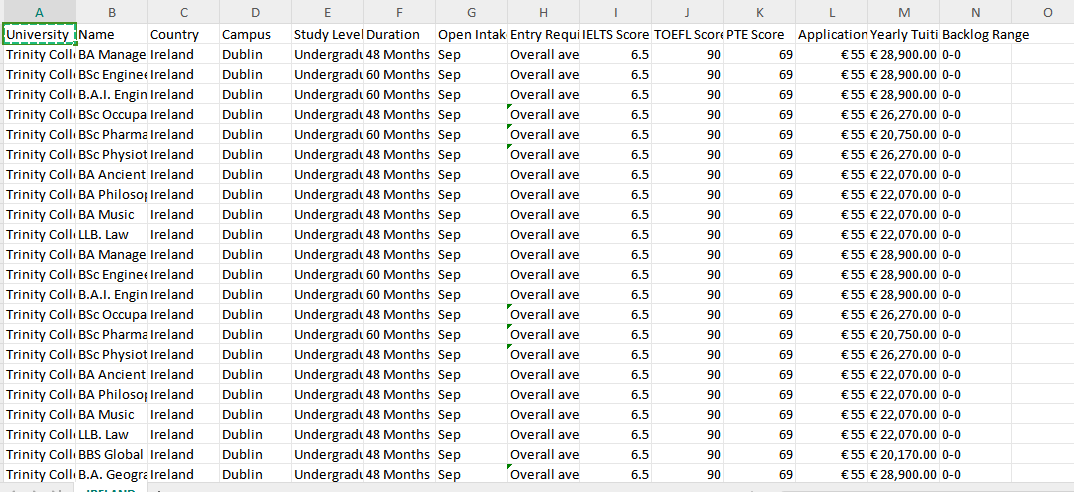 A B C D E F G H I J K L M N O
University Name Country Campus Study Level Duration Open Intak Entry Requi IELTS Score TOEFL Score PTE Score Application Yearly Tuiti Backlog Range
Trinity Coll BA Manage Ireland Dublin Undergradu 48 Months Sep Overall ave 6.5 90 69 €55 €28,900.00 0-0
Trinity Coll BSc Enginee Ireland Dublin Undergradu 60 Months Sep Overall ave 6.5 90 69 €55 €28,900.00 0-0
Trinity Coll B.A.I. Engin Ireland Dublin Undergradu 60 Months Sep Overall ave 6.5 90 69 €55 €28,900.00 0-0
Trinity Coll BSc Occupa Ireland Dublin Undergradu 48 Months Sep Overall ave 6.5 90 69 €55 €26,270.00 0-0
Trinity Coll BSc Pharma Ireland Dublin Undergradu 60 Months Sep Overall ave 6.5 90 69 €55 €20,750.00 0-0
Trinity Coll BSc Physiot Ireland Dublin Undergradu 48 Months Sep Overall ave 6.5 90 69 €55 €26,270.00 0-0
Trinity Coll BA Ancient Ireland Dublin Undergradu 48 Months Sep Overall ave 6.5 90 69 €55 €22,070.00 0-0
Trinity Coll BA Philosop Ireland Dublin Undergradu 48 Months Sep Overall ave 6.5 90 69 €55 €22,070.00 0-0
Trinity Coll BA Music Ireland Dublin Undergradu 48 Months Sep Overall ave 6.5 90 69 €55 €22,070.00 0-0
Trinity Coll LLB. Law Ireland Dublin Undergradu 48 Months Sep Overall ave 6.5 90 69 €55 €22,070.00 0-0
Trinity Coll BA Manage Ireland Dublin Undergradu 48 Months Sep Overall ave 6.5 90 69 €55 €28,900.00 0-0
Trinity Coll BSc Enginee Ireland Dublin Undergradu 60 Months Sep Overall ave 6.5 90 69 €55 €28,900.00 0-0
Trinity Coll B.A.I. Engin Ireland Dublin Undergradu 60 Months Sep Overall ave 6.5 90 69 €55 €28,900.00 0-0
Trinity Coll BSc Occupa Ireland Dublin Undergradu 48 Months Sep Overall ave 6.5 90 69 €55 €26,270.00 0-0
Trinity Coll BSc Pharma Ireland Dublin Undergradu 60 Months Sep Overall ave 6.5 90 69 €55 €20,750.00 0-0
Trinity Coll BSc Physiot Ireland Dublin Undergradu 48 Months Sep Overall ave 6.5 90 69 €55 €26,270.00 0-0
Trinity Coll BA Ancient Ireland Dublin Undergradu 48 Months Sep Overall ave 6.5 90 69 €55 €22,070.00 0-0
Trinity Coll BA Philosop Ireland Dublin Undergradu 48 Months Sep Overall ave 6.5 90 69 €55 €22,070.00 0-0
Trinity Coll BA Music Ireland Dublin Undergradu 48 Months Sep Overall ave 6.5 90 69 €55 €22,070.00 0-0
Trinity Coll LLB. Law Ireland Dublin Undergradu 48 Months Sep Overall ave 6.5 90 69 €55 €22,070.00 0-0
Trinity Coll BBS Global Ireland Dublin Undergradu 48 Months Sep Overall ave 6.5 90 69 €55 €20,170.00 0-0
Trinity Coll B.A. Geogra Ireland Dublin Undergradu 48 Months Sep Overall ave 6.5 90 69 €55 €28,900.00 0-0
IRELAND